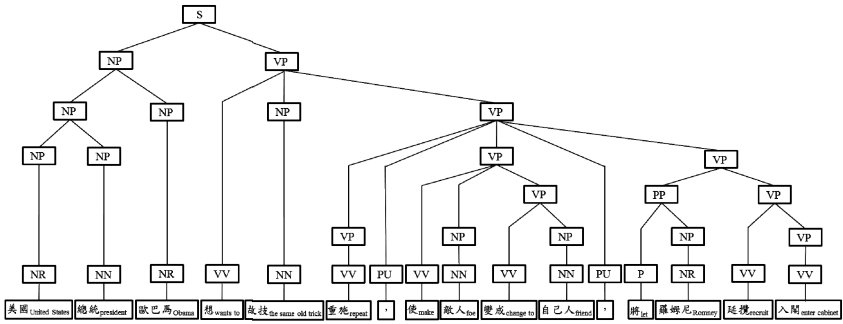 S
NP VP
NP NP NP VP
NP NP VP VP
VP PP VP
VP NP NP NP VP
NR NN NR VV NN VV PU VV NN VV NN PU P NR VV VV
美國United States 總統president 歐巴馬Obama 想wants to 故技the same old trick 重施repeat , 使make 敵人foe 變成change to 自己人friend , 將let 羅姆尼Romney 延攬recruit 入閣enter cabinet